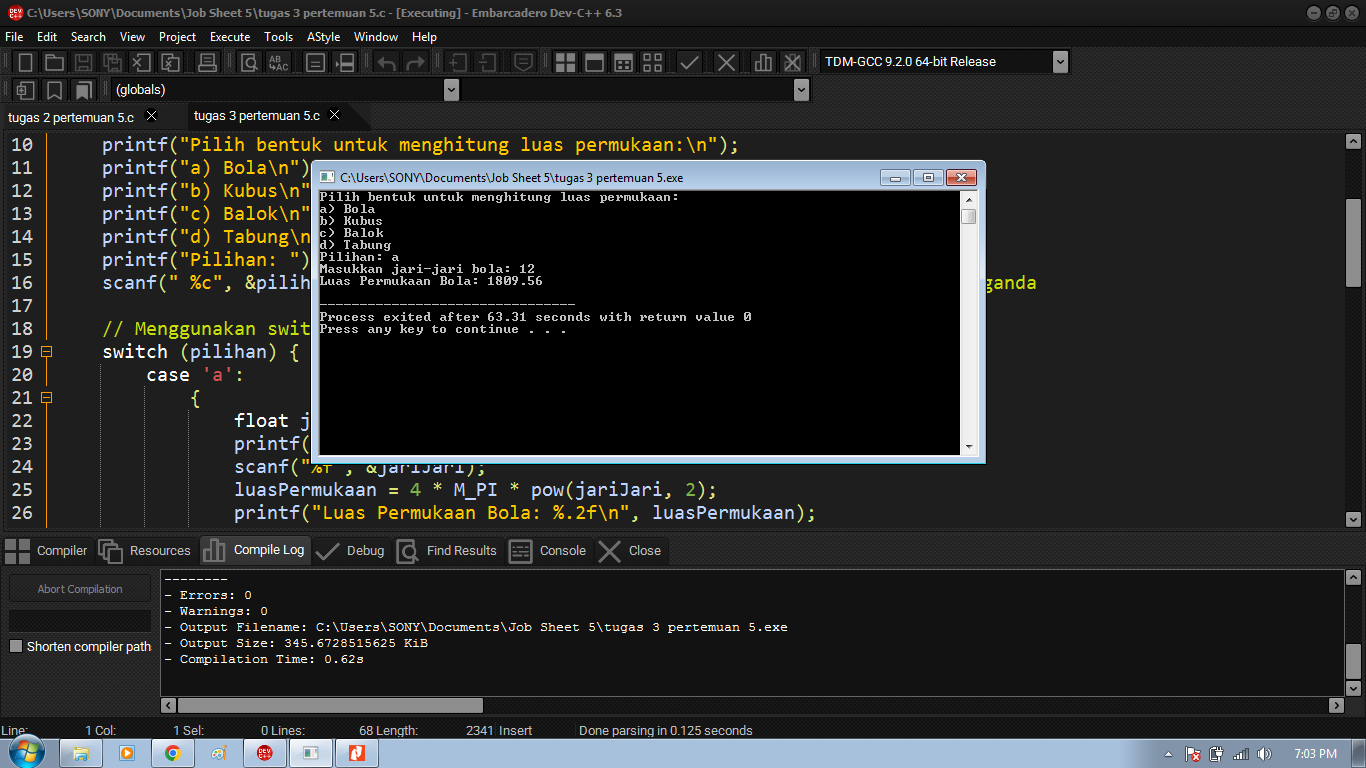 C:\Users\SONY\Documents\Job Sheet 5\tugas 3 pertemuan 5.c - [Executing] - Embarcadero Dev-C++ 6.3
File Edit Search View Project Execute Tools AStyle Window Help
TDM-GCC 9.2.0 64-bit Release
(globals)
tugas 2 pertemuan 5.c tugas 3 pertemuan 5.c
10 printf("Pilih bentuk untuk menghitung luas permukaan:\n");
11 printf("a) Bola\n")
12 printf("b) Kubus\n"
13 printf("c) Balok\n"
14 printf("d) Tabung\n
15 printf("Pilihan: ")
16 scanf(" %c", &pilih ganda
17
18 // Menggunakan swit
19 switch (pilihan) {
20 case 'a':
21 {
22 float j
23 printf(
24 scanf("%f", &jariJari);
25 luasPermukaan = 4 * M_PI * pow(jariJari, 2);
26 printf("Luas Permukaan Bola: %.2f\n", luasPermukaan);
C:\Users\SONY\Documents\Job Sheet 5\tugas 3 pertemuan 5.exe
Pilih bentuk untuk menghitung luas permukaan:
a) Bola
b) Kubus
c) Balok
d) Tabung
Pilihan: a
Masukkan jari-jari bola: 12
Luas Permukaan Bola: 1809.56
--------------------------------
Process exited after 63.31 seconds with return value 0
Press any key to continue . . .
Compiler Resources Compile Log Debug Find Results Console Close
Abort Compilation
Shorten compiler path
--------
- Errors: 0
- Warnings: 0
- Output Filename: C:\Users\SONY\Documents\Job Sheet 5\tugas 3 pertemuan 5.exe
- Output Size: 345.6728515625 KiB
- Compilation Time: 0.62s
Line: 1 Col: 1 Sel: 0 Lines: 68 Length: 2341 Insert Done parsing in 0.125 seconds
DEV C++
7:03 PM